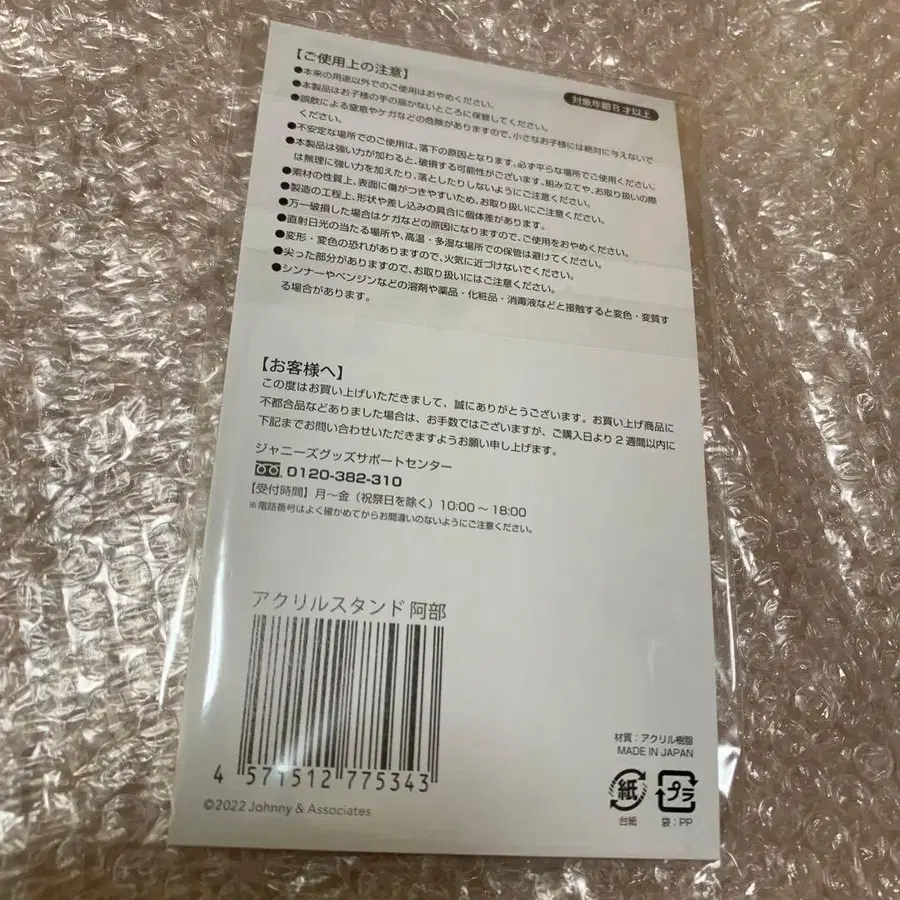 【ご使用上の注意】
対象年齢8才以上
●本来の用途以外でのご使用はおやめください。
●本製品はお子様の手の届かないところに保管してください。
●誤飲による窒息やケガなどの危険がありますので、小さなお子様には絶対に与えないで
ください。
●不安定な場所でのご使用は、落下の原因となります。必ず平らな場所でご使用ください。
●本製品は強い力が加わると、破損する可能性がございます。組み立てや、お取り扱いの際
は無理に強い力を加えたり、落としたりしないようにご注意ください。
●素材の性質上、表面に傷がつきやすいため、お取り扱いにご注意ください。
●製造の工程上、形状や差し込みの具合に個体差があります。
●万一破損した場合はケガなどの原因になりますので、ご使用をおやめください。
●直射日光の当たる場所や、高温・多湿な場所での保管は避けてください。
●変形・変色の恐れがありますので、火気に近づけないでください。
●尖った部分がありますので、お取り扱いにはご注意ください。
●シンナーやベンジンなどの溶剤や薬品・化粧品・消毒液などと接触すると変色・変質す
る場合があります。
【お客様へ】
この度はお買い上げいただきまして、誠にありがとうございます。お買い上げ商品に
不都合品などありました場合は、お手数ではございますが、ご購入日より2週間以内に
下記までお問い合わせいただきますようお願い申し上げます。
ジャニーズグッズサポートセンター
0120-382-310
【受付時間】月～金（祝祭日を除く）10:00～18:00
※電話番号はよく確かめてからお間違いのないようにご注意ください。
アクリルスタンド 阿部
4 571512 775343
©2022 Johnny & Associates
材質：アクリル樹脂
MADE IN JAPAN
紙 プラ
台紙 袋：PP